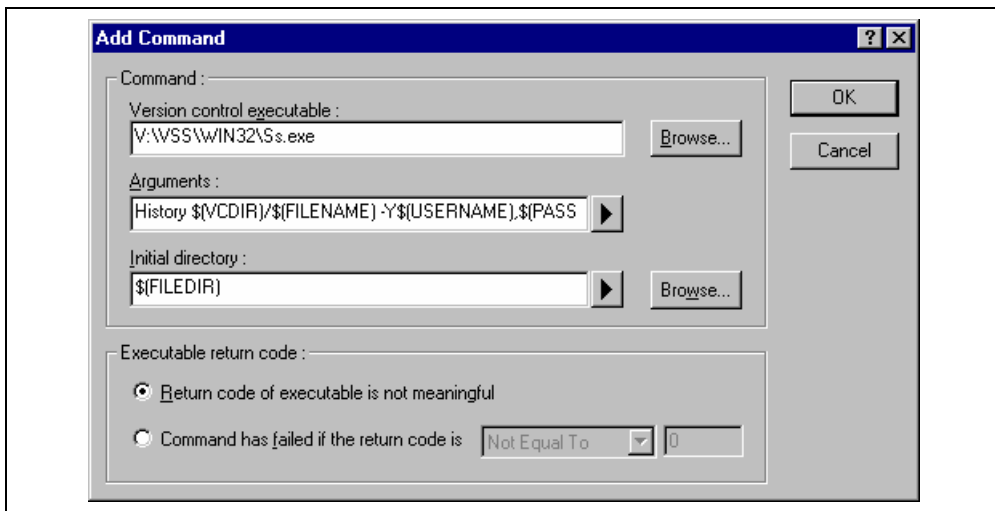 Add Command
Command :
Version control executable :
V:\VSS\WIN32\Ss.exe
Browse...
Arguments :
History $(VCDIR)/$(FILENAME) -Y$(USERNAME),$(PASS
Initial directory :
$(FILEDIR)
Browse...
OK
Cancel
Executable return code :
Return code of executable is not meaningful
Command has failed if the return code is
Not Equal To
0